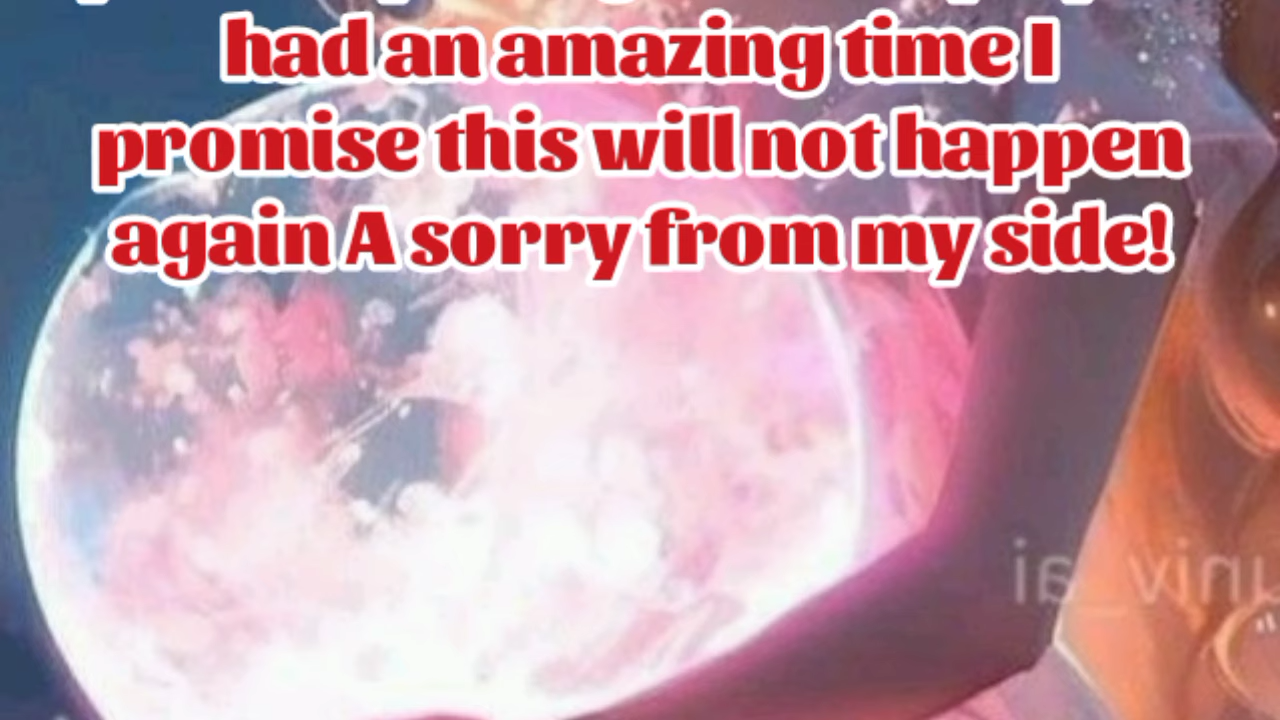 had an amazing time I
promise this will not happen
again A sorry from my side!